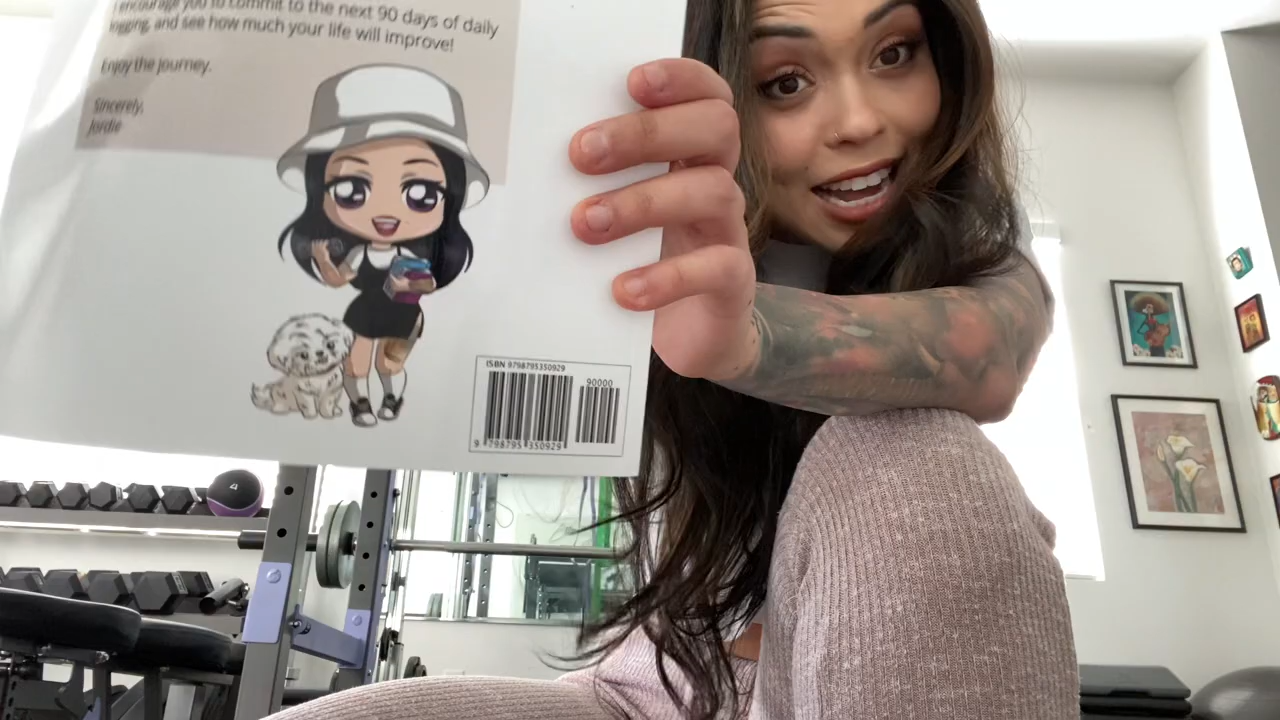 I encourage you to commit to the next 90 days of daily
logging, and see how much your life will improve!
Enjoy the journey.
Sincerely,
Jordie
ISBN 9798795350929
90000
9 798795 350929
4